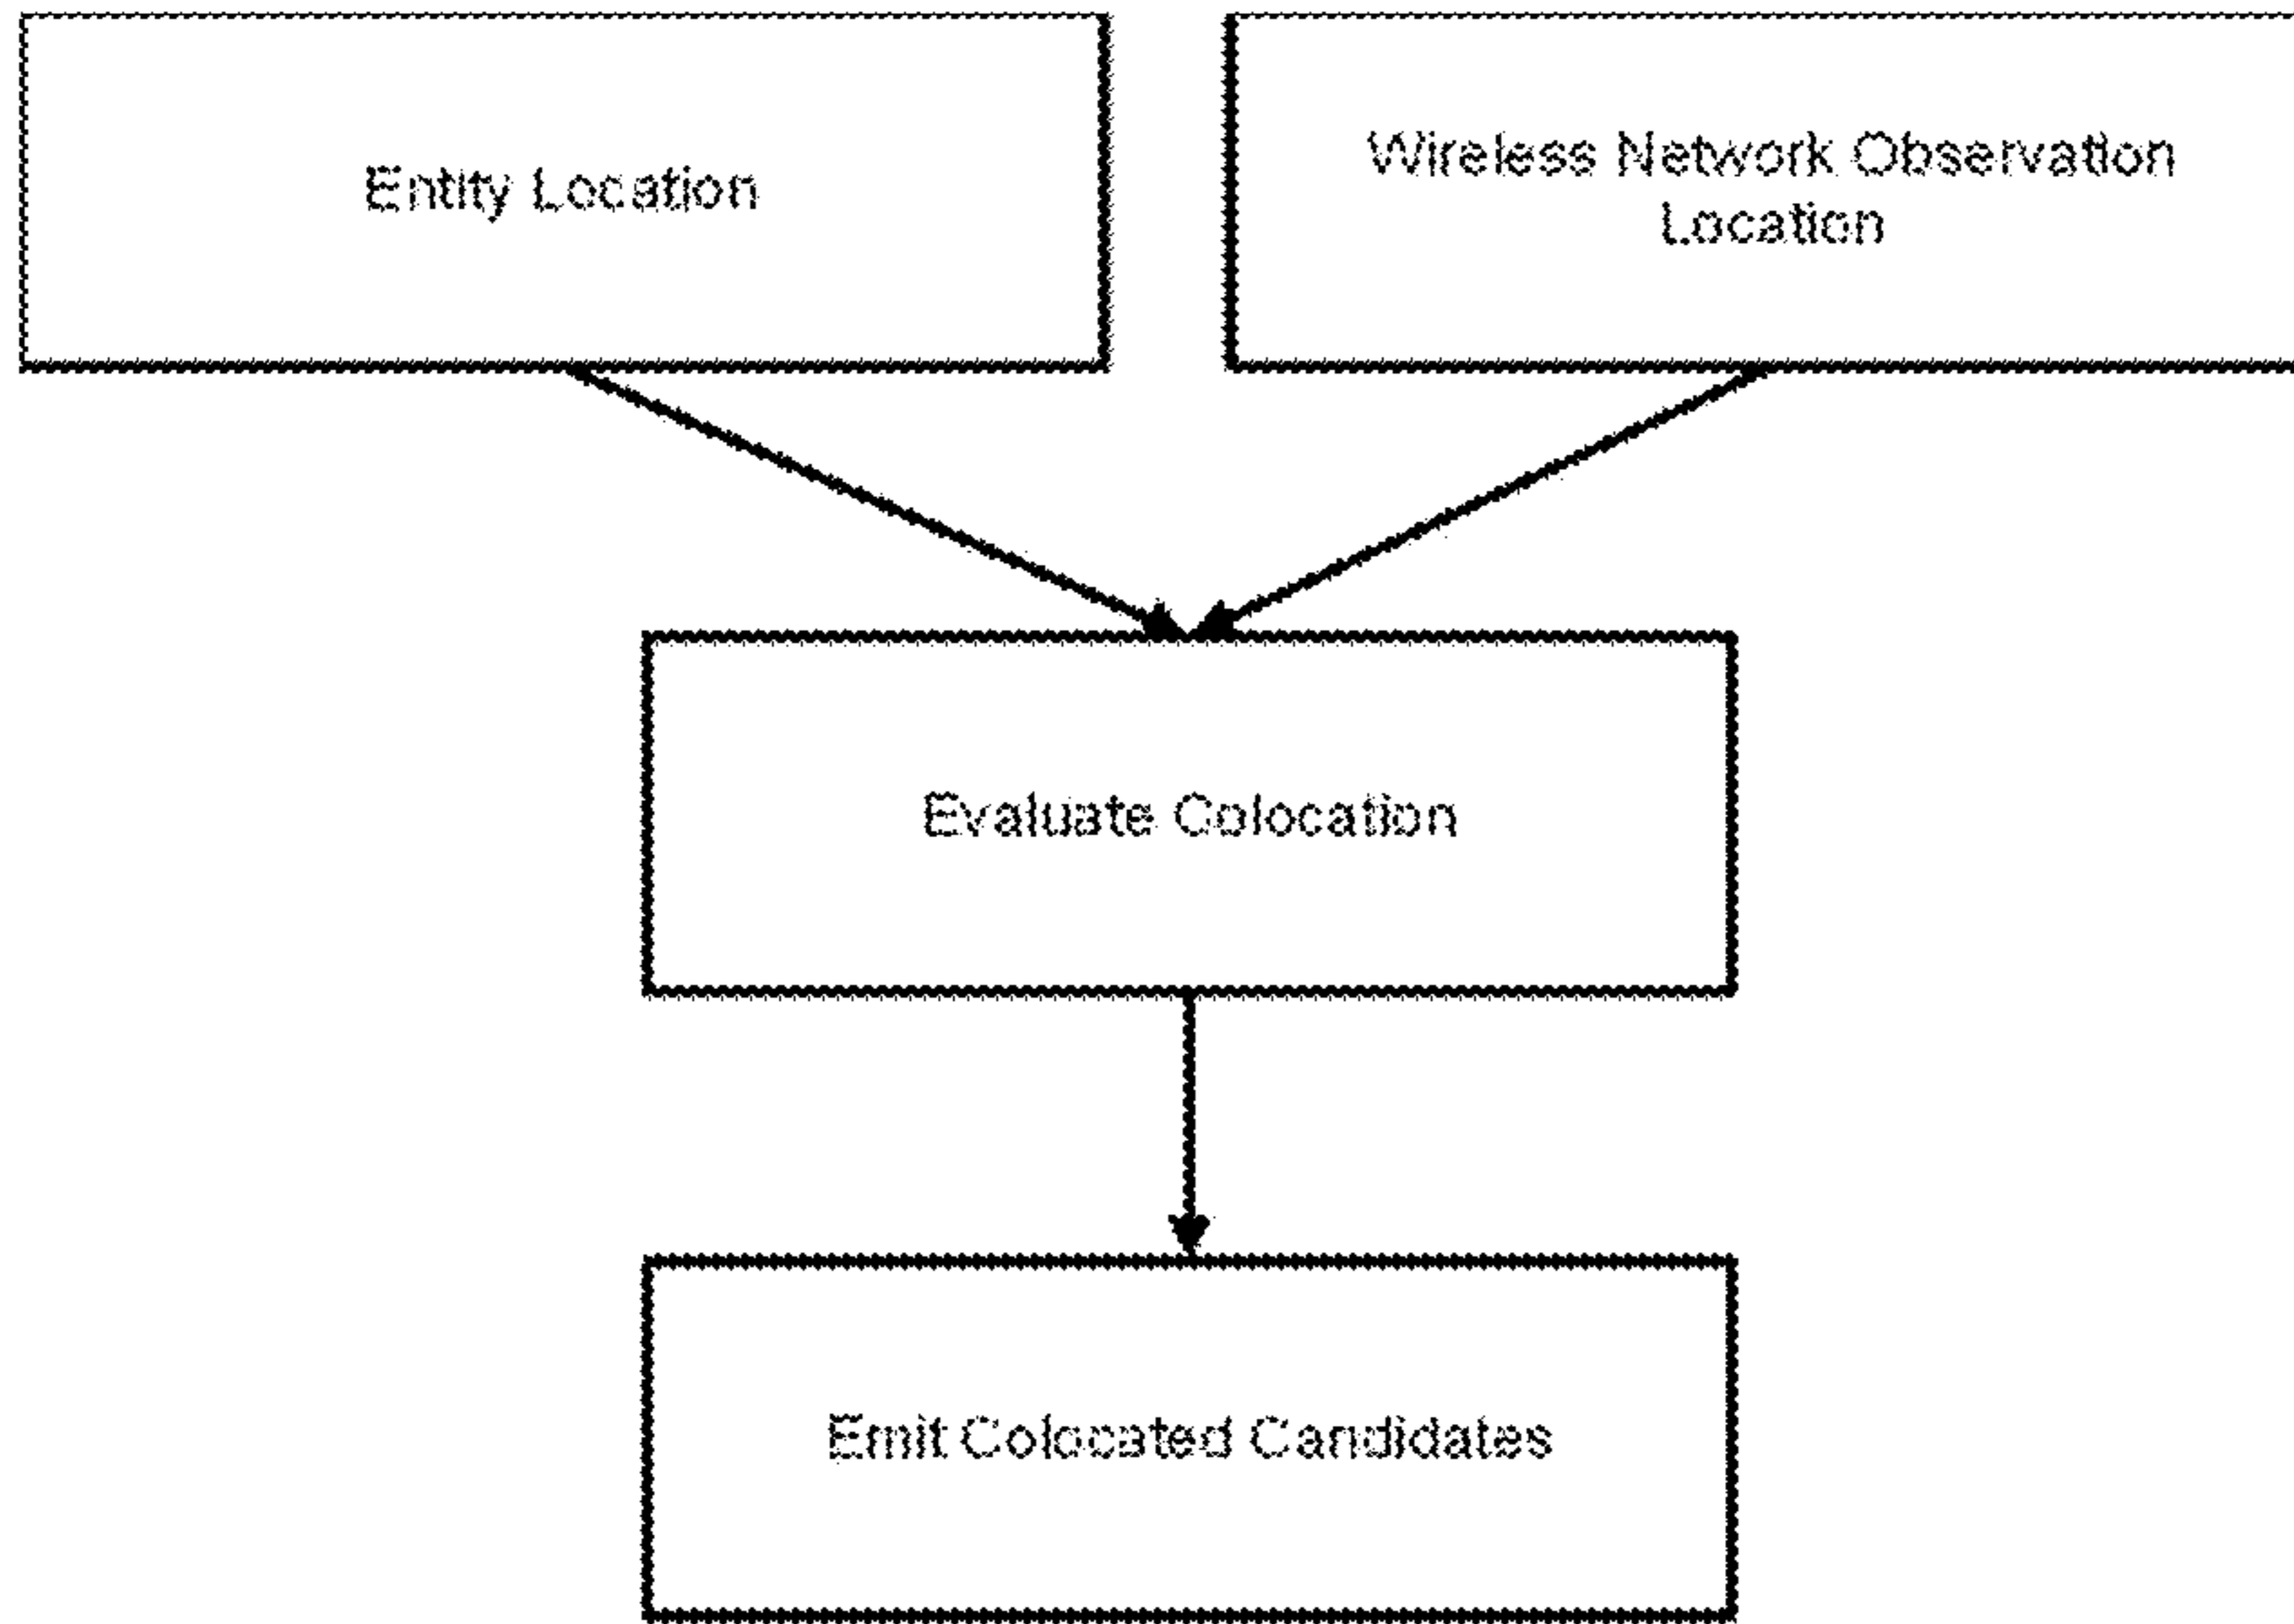 Entity Location
Wireless Network Observation
Location
Evaluate Colocation
Emit Colocated Candidates